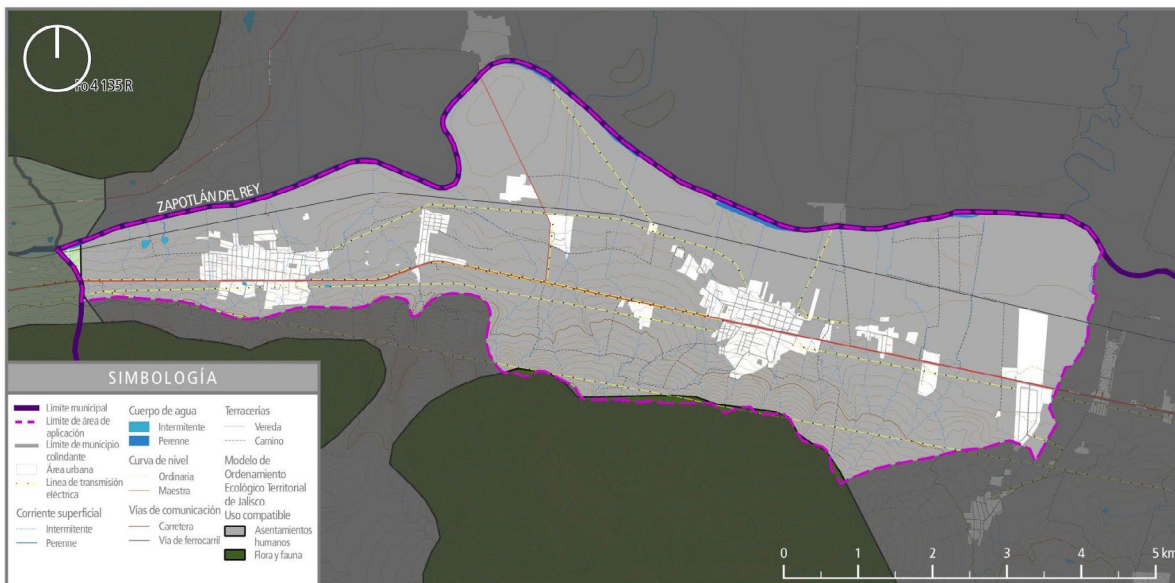 Fo 4 135 R
ZAPOTLÁN DEL REY
SIMBOLOGÍA
Límite municipal
Límite de área de
aplicación
Límite de municipio
colindante
Área urbana
Línea de transmisión
eléctrica
Corriente superficial
Intermitente
Perenne
Cuerpo de agua
Intermitente
Perenne
Curva de nivel
Ordinaria
Maestra
Vías de comunicación
Carretera
Vía de ferrocarril
Terracerías
Vereda
Camino
Modelo de
Ordenamiento
Ecológico Territorial
de Jalisco
Uso compatible
Asentamientos
humanos
Flora y fauna
0 1 2 3 4 5 km